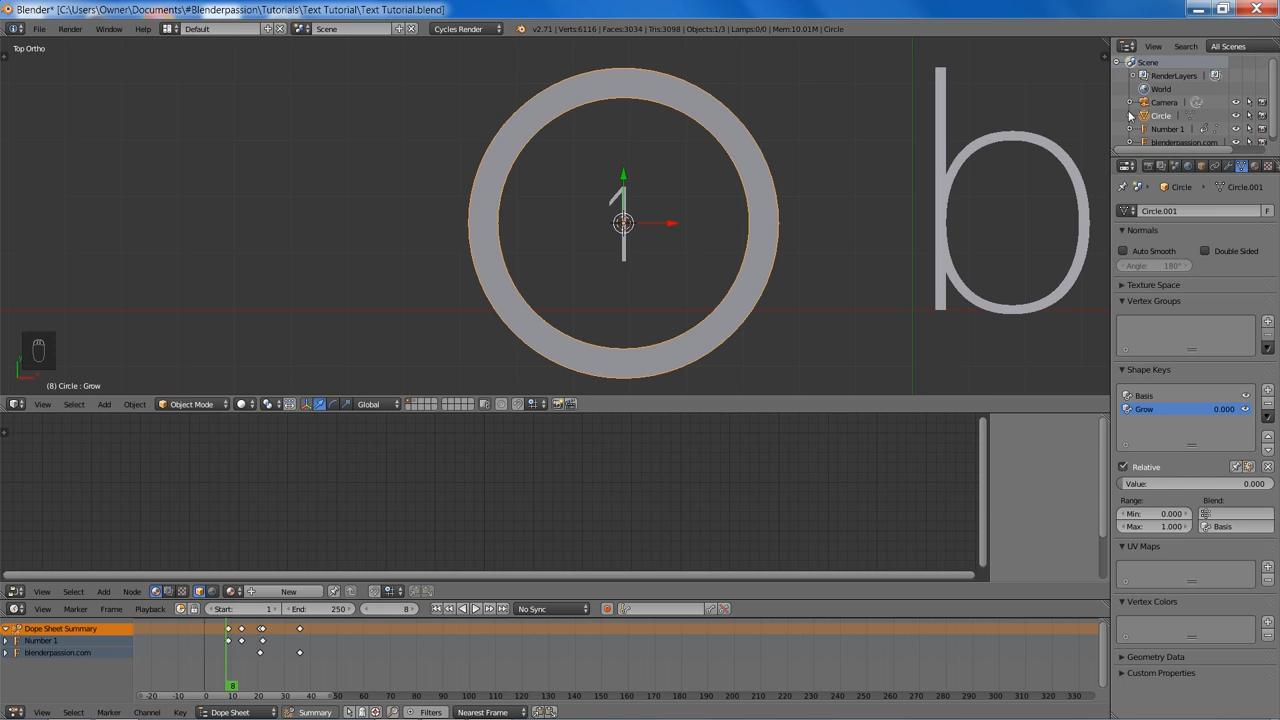 Blender* [C:\Users\Owner\Documents\#Blenderpassion\Tutorials\Text Tutorial\Text Tutorial.blend]
File Render Window Help Default Scene Cycles Render v2.71 | Verts:6116 | Faces:3034 | Tris:3098 | Objects:1/3 | Lamps:0/0 | Mem:10.01M | Circle
Top Ortho
View Search All Scenes
Scene
RenderLayers
World
Camera
Circle
Number 1
blenderpassion.com
1
b
Circle Circle.001
Circle.001 F
Normals
Auto Smooth Double Sided
Angle: 180°
Texture Space
Vertex Groups
Shape Keys
Basis
Grow 0.000
Relative
Value: 0.000
Range: Blend:
Min: 0.000
Max: 1.000 Basis
UV Maps
Vertex Colors
Geometry Data
Custom Properties
(8) Circle : Grow
View Select Add Object Object Mode Global
View Select Add Node New
View Marker Frame Playback Start: 1 End: 250 8 No Sync
Dope Sheet Summary
Number 1
blenderpassion.com
8
-20 -10 0 10 20 30 40 50 60 70 80 90 100 110 120 130 140 150 160 170 180 190 200 210 220 230 240 250 260 270 280 290 300 310 320 330
View Select Marker Channel Key Dope Sheet Summary Filters Nearest Frame